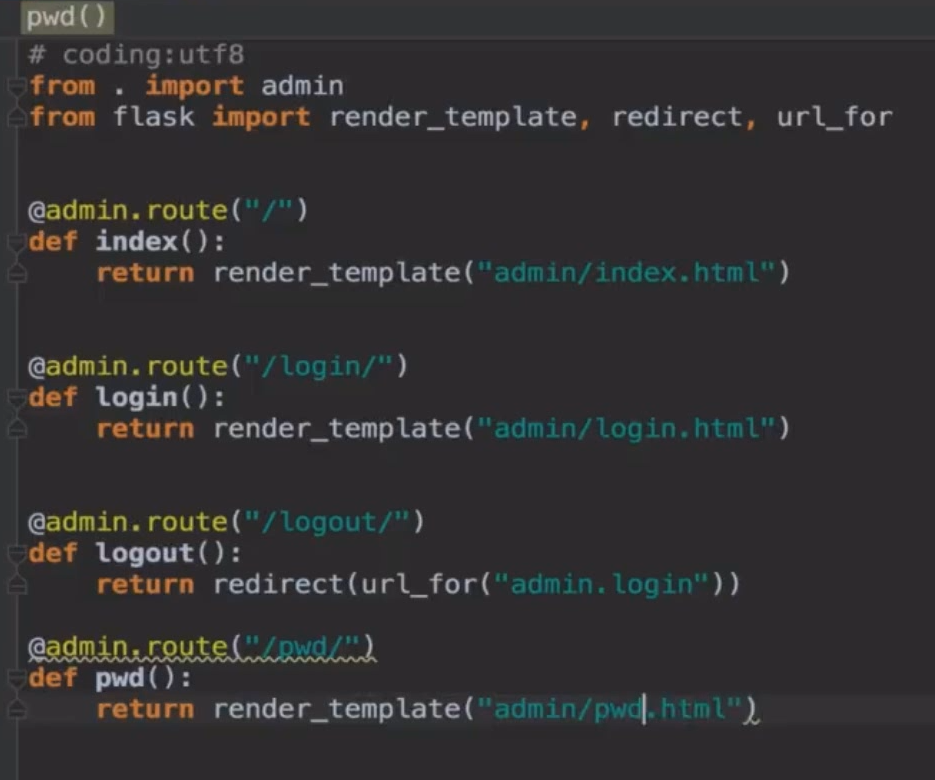 pwd()
# coding:utf8
from . import admin
from flask import render_template, redirect, url_for
@admin.route("/")
def index():
    return render_template("admin/index.html")
@admin.route("/login/")
def login():
    return render_template("admin/login.html")
@admin.route("/logout/")
def logout():
    return redirect(url_for("admin.login"))
@admin.route("/pwd/")
def pwd():
    return render_template("admin/pwd.html")